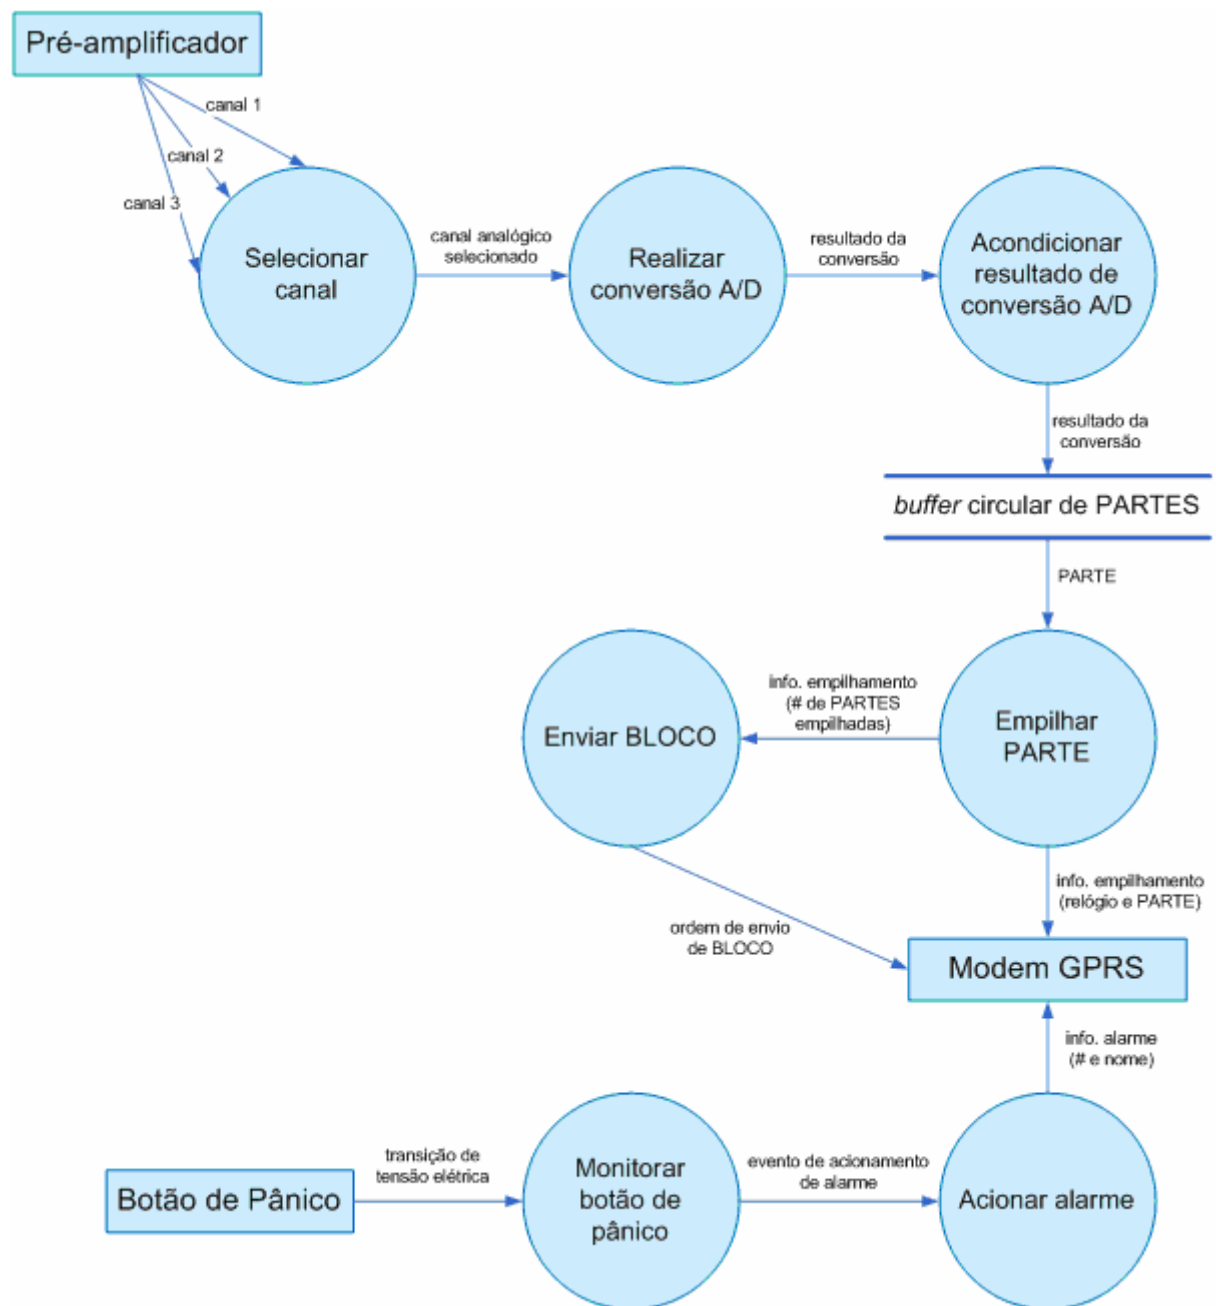 Pré-amplificador
canal 1
canal 2
canal 3
Selecionar
canal
canal analógico
selecionado
Realizar
conversão A/D
resultado da
conversão
Acondicionar
resultado de
conversão A/D
resultado da
conversão
buffer circular de PARTES
PARTE
Empilhar
PARTE
info. empilhamento
(# de PARTES
empilhadas)
Enviar BLOCO
info. empilhamento
(relógio e PARTE)
ordem de envio
de BLOCO
Modem GPRS
info. alarme
(# e nome)
Botão de Pânico
transição de
tensão elétrica
Monitorar
botão de
pânico
evento de acionamento
de alarme
Acionar alarme